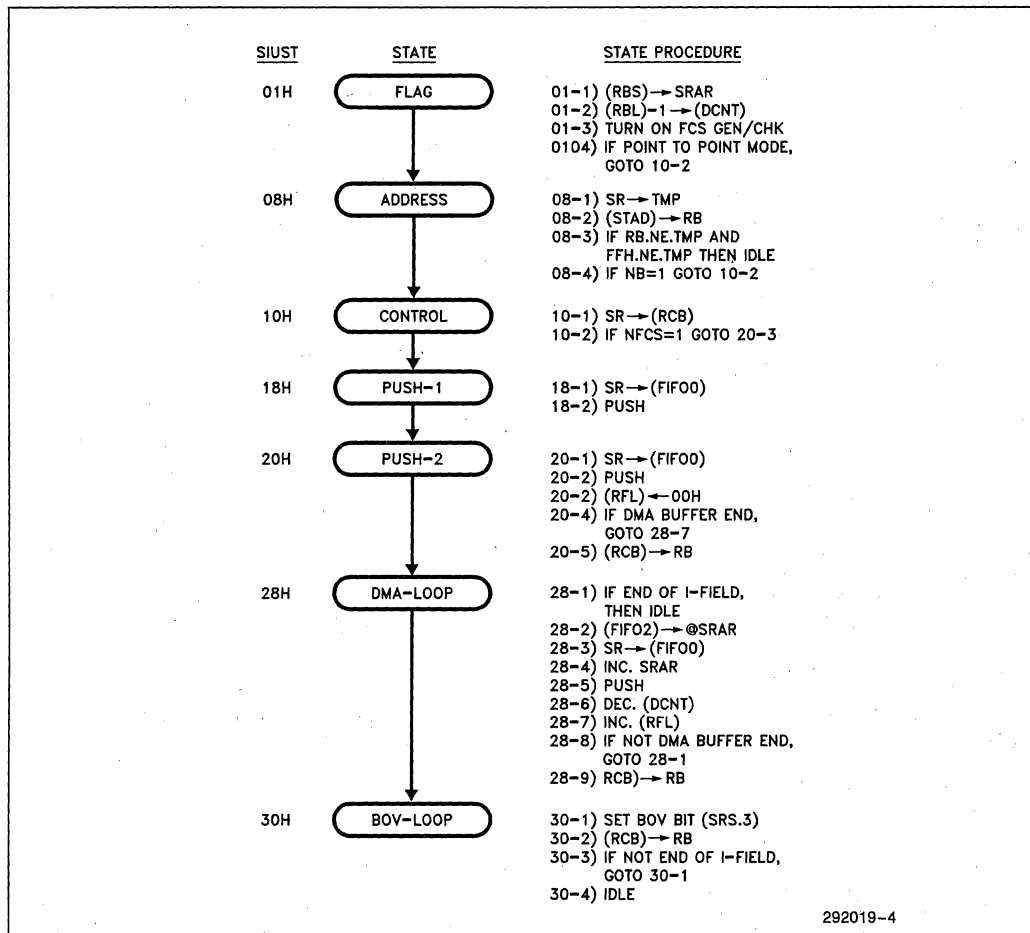 SIUST STATE STATE PROCEDURE
01H FLAG 01-1) (RBS)→SRAR
01-2) (RBL)-1→(DCNT)
01-3) TURN ON FCS GEN/CHK
0104) IF POINT TO POINT MODE,
GOTO 10-2
08H ADDRESS 08-1) SR→TMP
08-2) (STAD)→RB
08-3) IF RB.NE.TMP AND
FFH.NE.TMP THEN IDLE
08-4) IF NB=1 GOTO 10-2
10H CONTROL 10-1) SR→(RCB)
10-2) IF NFCS=1 GOTO 20-3
18H PUSH-1 18-1) SR→(FIFO0)
18-2) PUSH
20H PUSH-2 20-1) SR→(FIFO0)
20-2) PUSH
20-2) (RFL)←00H
20-4) IF DMA BUFFER END,
GOTO 28-7
20-5) (RCB)→RB
28H DMA-LOOP 28-1) IF END OF I-FIELD,
THEN IDLE
28-2) (FIFO2)→@SRAR
28-3) SR→(FIFO0)
28-4) INC. SRAR
28-5) PUSH
28-6) DEC. (DCNT)
28-7) INC. (RFL)
28-8) IF NOT DMA BUFFER END,
GOTO 28-1
28-9) RCB)→RB
30H BOV-LOOP 30-1) SET BOV BIT (SRS.3)
30-2) (RCB)→RB
30-3) IF NOT END OF I-FIELD,
GOTO 30-1
30-4) IDLE
292019-4